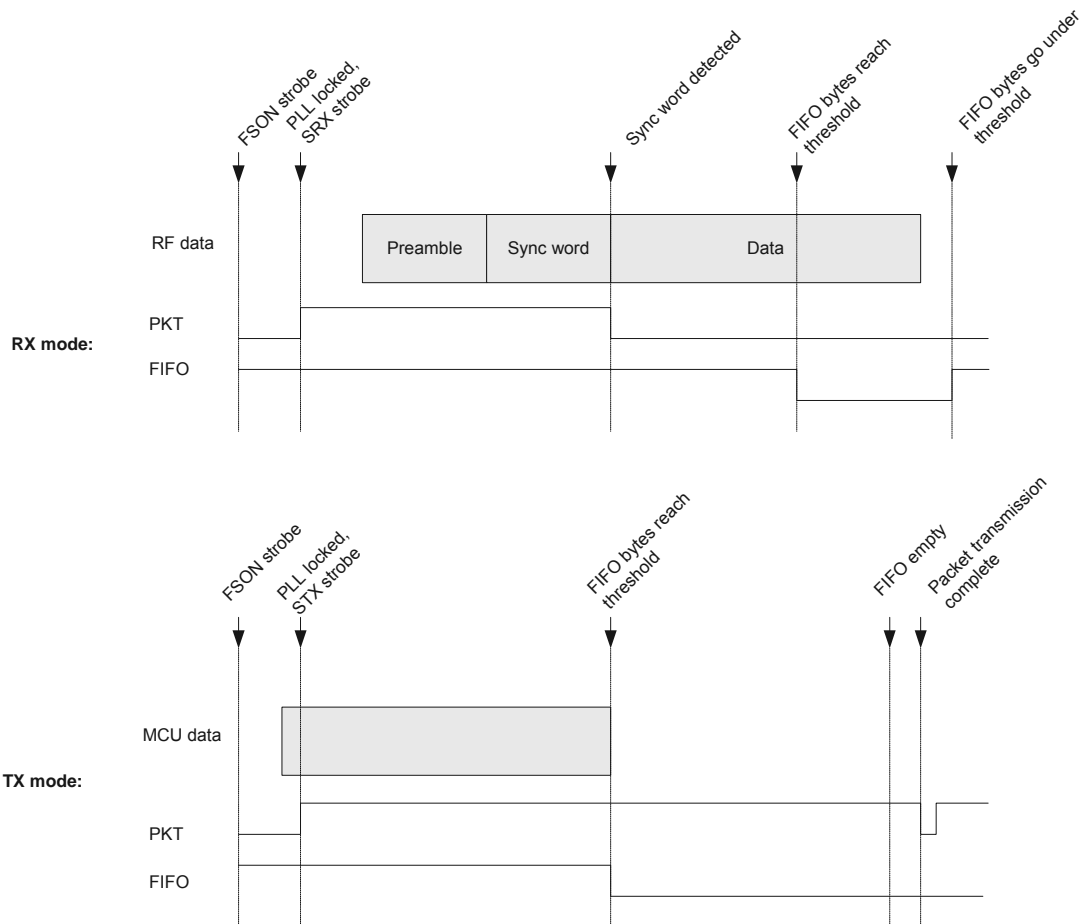 FSON strobe
PLL locked,
SRX strobe
Sync word detected
FIFO bytes reach
threshold
FIFO bytes go under
threshold
RF data
Preamble
Sync word
Data
RX mode:
PKT
FIFO
FSON strobe
PLL locked,
STX strobe
FIFO bytes reach
threshold
FIFO empty
Packet transmission
complete
MCU data
TX mode:
PKT
FIFO